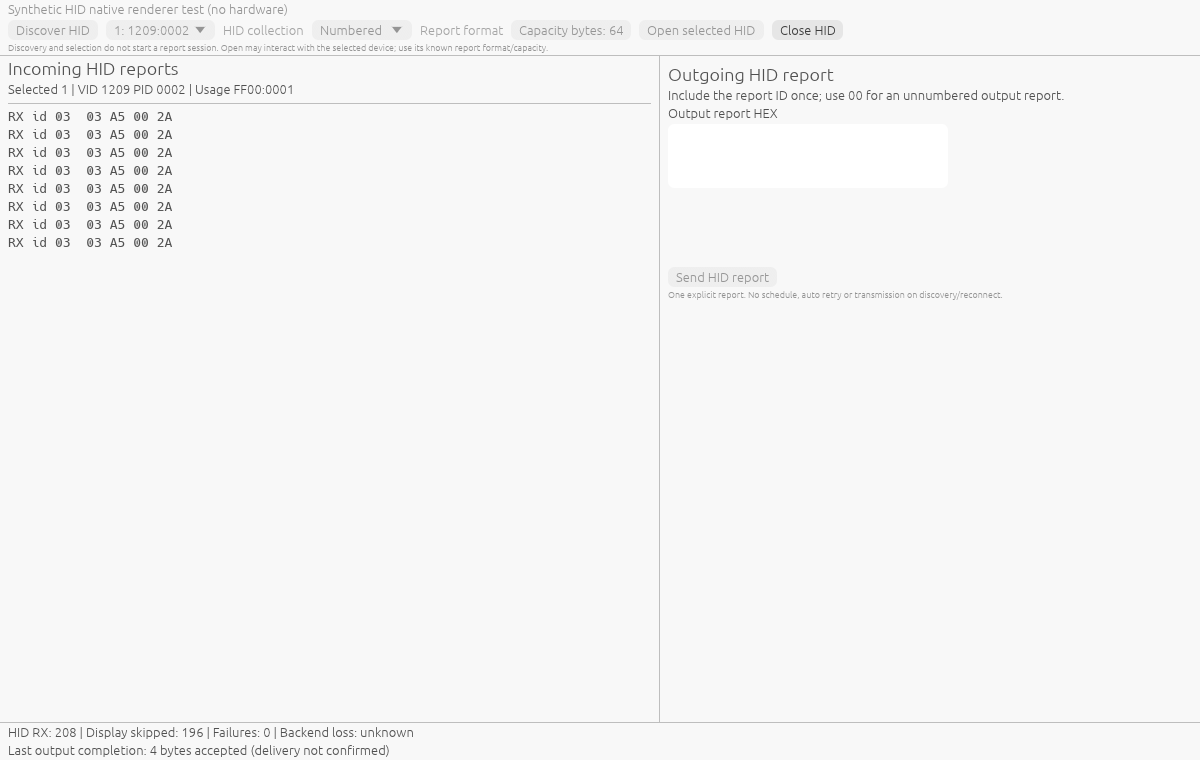 Synthetic HID native renderer test (no hardware)
Discover HID 1: 1209:0002 HID collection Numbered Report format Capacity bytes: 64 Open selected HID Close HID
Discovery and selection do not start a report session. Open may interact with the selected device; use its known report format/capacity.
Incoming HID reports
Selected 1 | VID 1209 PID 0002 | Usage FF00:0001
RX id 03  03 A5 00 2A
RX id 03  03 A5 00 2A
RX id 03  03 A5 00 2A
RX id 03  03 A5 00 2A
RX id 03  03 A5 00 2A
RX id 03  03 A5 00 2A
RX id 03  03 A5 00 2A
RX id 03  03 A5 00 2A
Outgoing HID report
Include the report ID once; use 00 for an unnumbered output report.
Output report HEX
Send HID report
One explicit report. No schedule, auto retry or transmission on discovery/reconnect.
HID RX: 208 | Display skipped: 196 | Failures: 0 | Backend loss: unknown
Last output completion: 4 bytes accepted (delivery not confirmed)